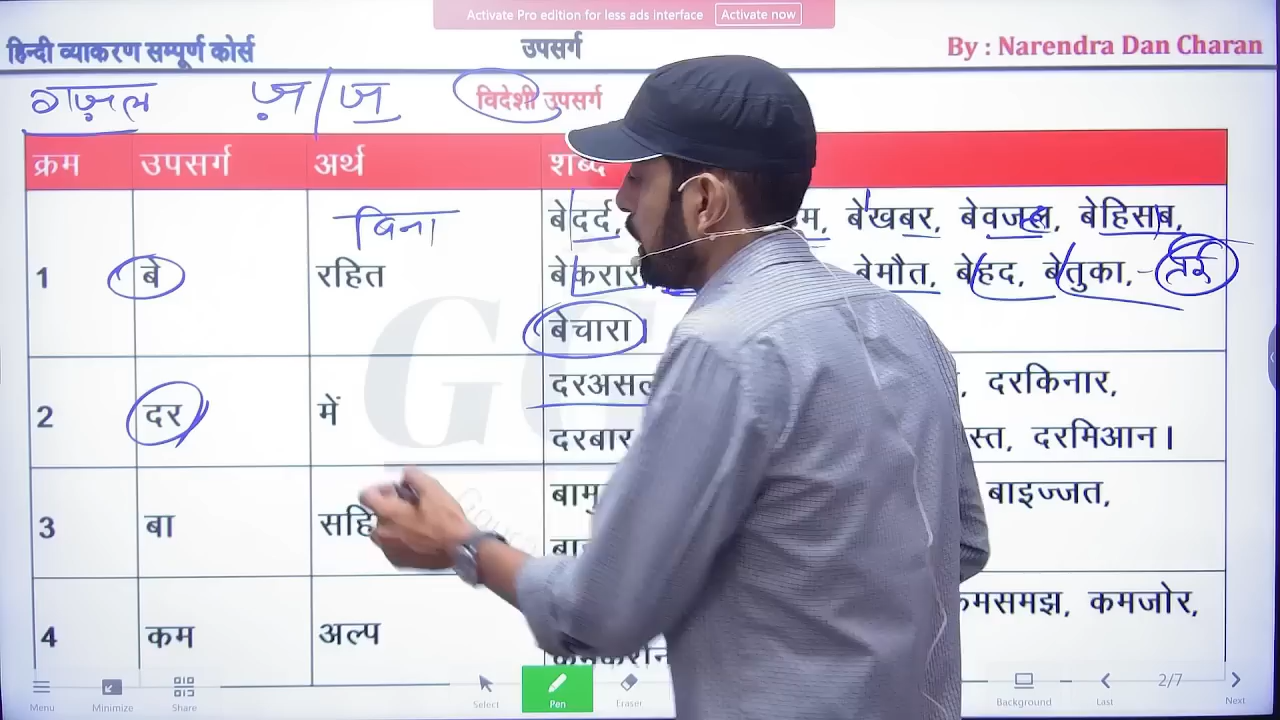 Activate Pro edition for less ads interface Activate now
हिन्दी व्याकरण सम्पूर्ण कोर्स उपसर्ग By : Narendra Dan Charan
गज़ल ज़/ज विदेशी उपसर्ग
क्रम उपसर्ग अर्थ शब्द
बिना
बेदर्द, बेखबर, बेवजह, बेहिसाब,
1 बे रहित बेकरार बेमौत, बेहद, बेतुका,
बेचारा
2 दर में दरअसल दरकिनार,
दरबार दरमिआन।
3 बा बाइज्जत,
4 कम अल्प कमसमझ, कमजोर,
Menu Minimize Share Select Pen Eraser Background Last 2/7 Next